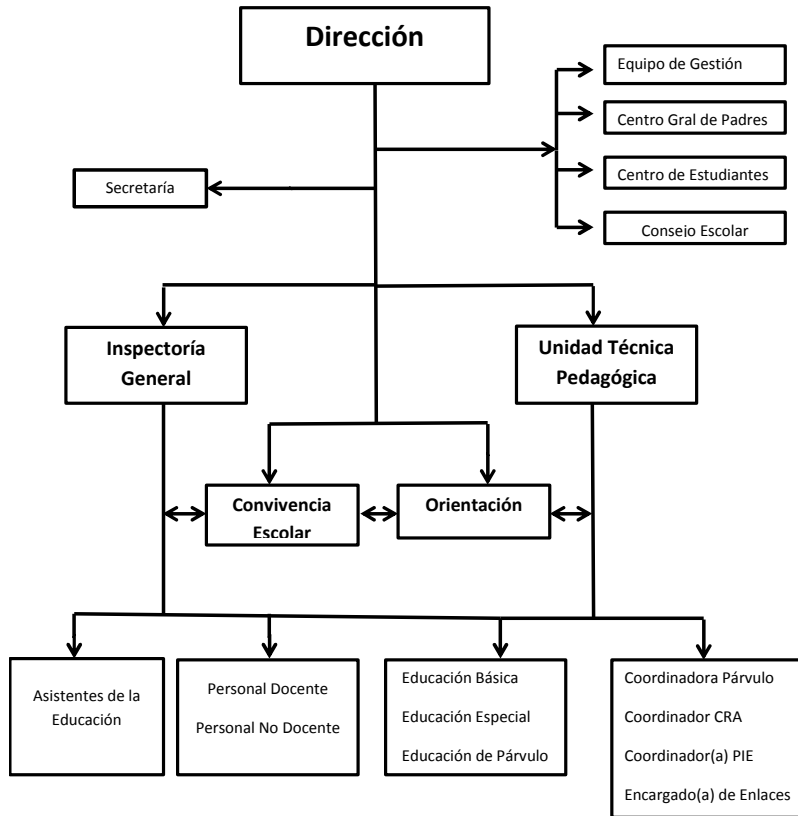 Dirección
Equipo de Gestión
Centro Gral de Padres
Centro de Estudiantes
Consejo Escolar
Secretaría
Inspectoría
General
Unidad Técnica
Pedagógica
Convivencia
Escolar
Orientación
Asistentes de la
Educación
Personal Docente
Personal No Docente
Educación Básica
Educación Especial
Educación de Párvulo
Coordinadora Párvulo
Coordinador CRA
Coordinador(a) PIE
Encargado(a) de Enlaces